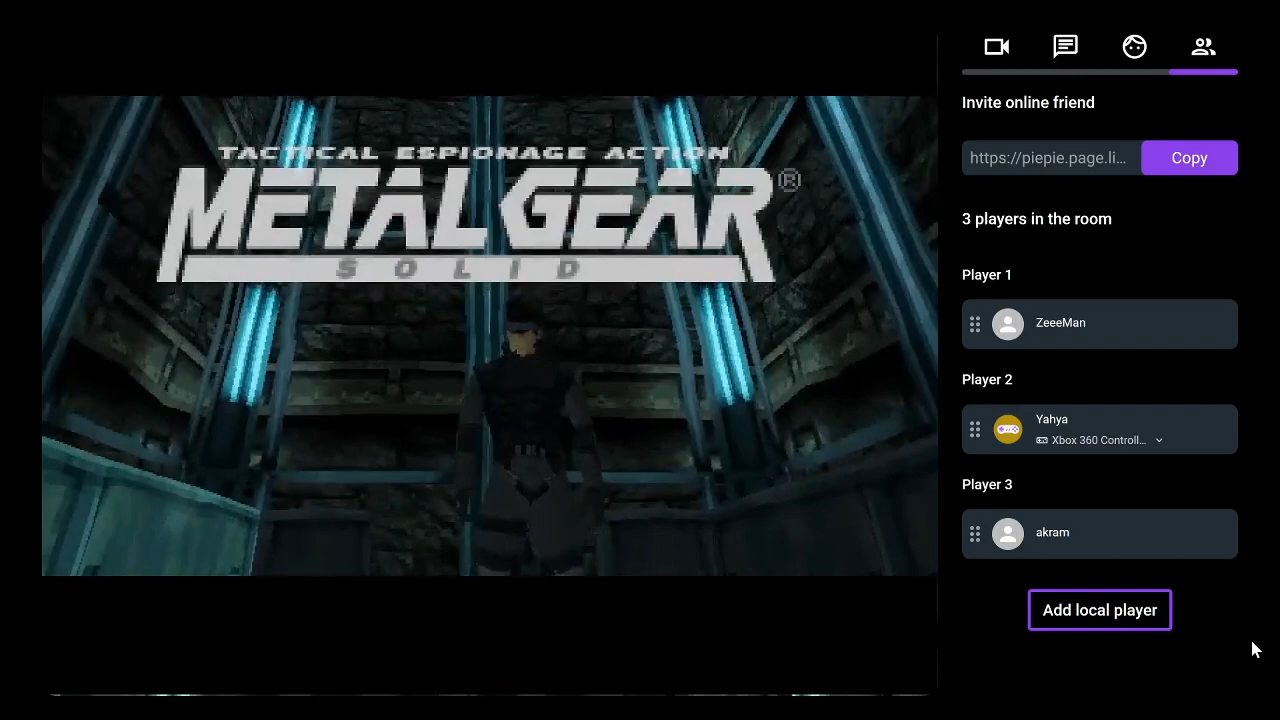 TACTICAL ESPIONAGE ACTION
METAL GEAR®
SOLID
Invite online friend
https://piepie.page.li...
Copy
3 players in the room
Player 1
ZeeeMan
Player 2
Yahya
Xbox 360 Controll...
Player 3
akram
Add local player